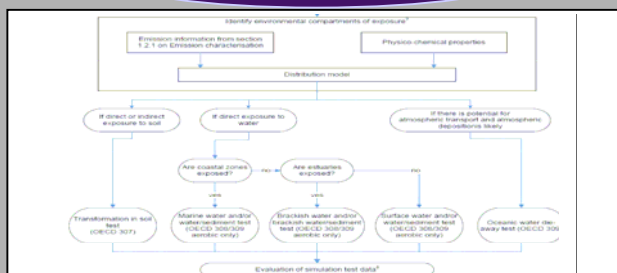 Identify environmental compartments of exposure
Emission information from section
1.2.1 on Emission characterisation
Physico-chemical properties
Distribution model
If direct or indirect
exposure to soil
If direct exposure to
water
If there is potential for
atmospheric transport and atmospheric
deposition is likely
Are coastal zones
exposed?
no
Are estuaries
exposed?
no
yes
yes
Transformation in soil
test
(OECD 307)
Marine water and/or
water/sediment test
(OECD 308/309
aerobic only)
Brackish water and/or
brackish water/sediment
test (OECD 308/309
aerobic only)
Surface water and/or
water/sediment test
(OECD 308/309
aerobic only)
Oceanic water die-
away test (OECD 309
Evaluation of simulation test data